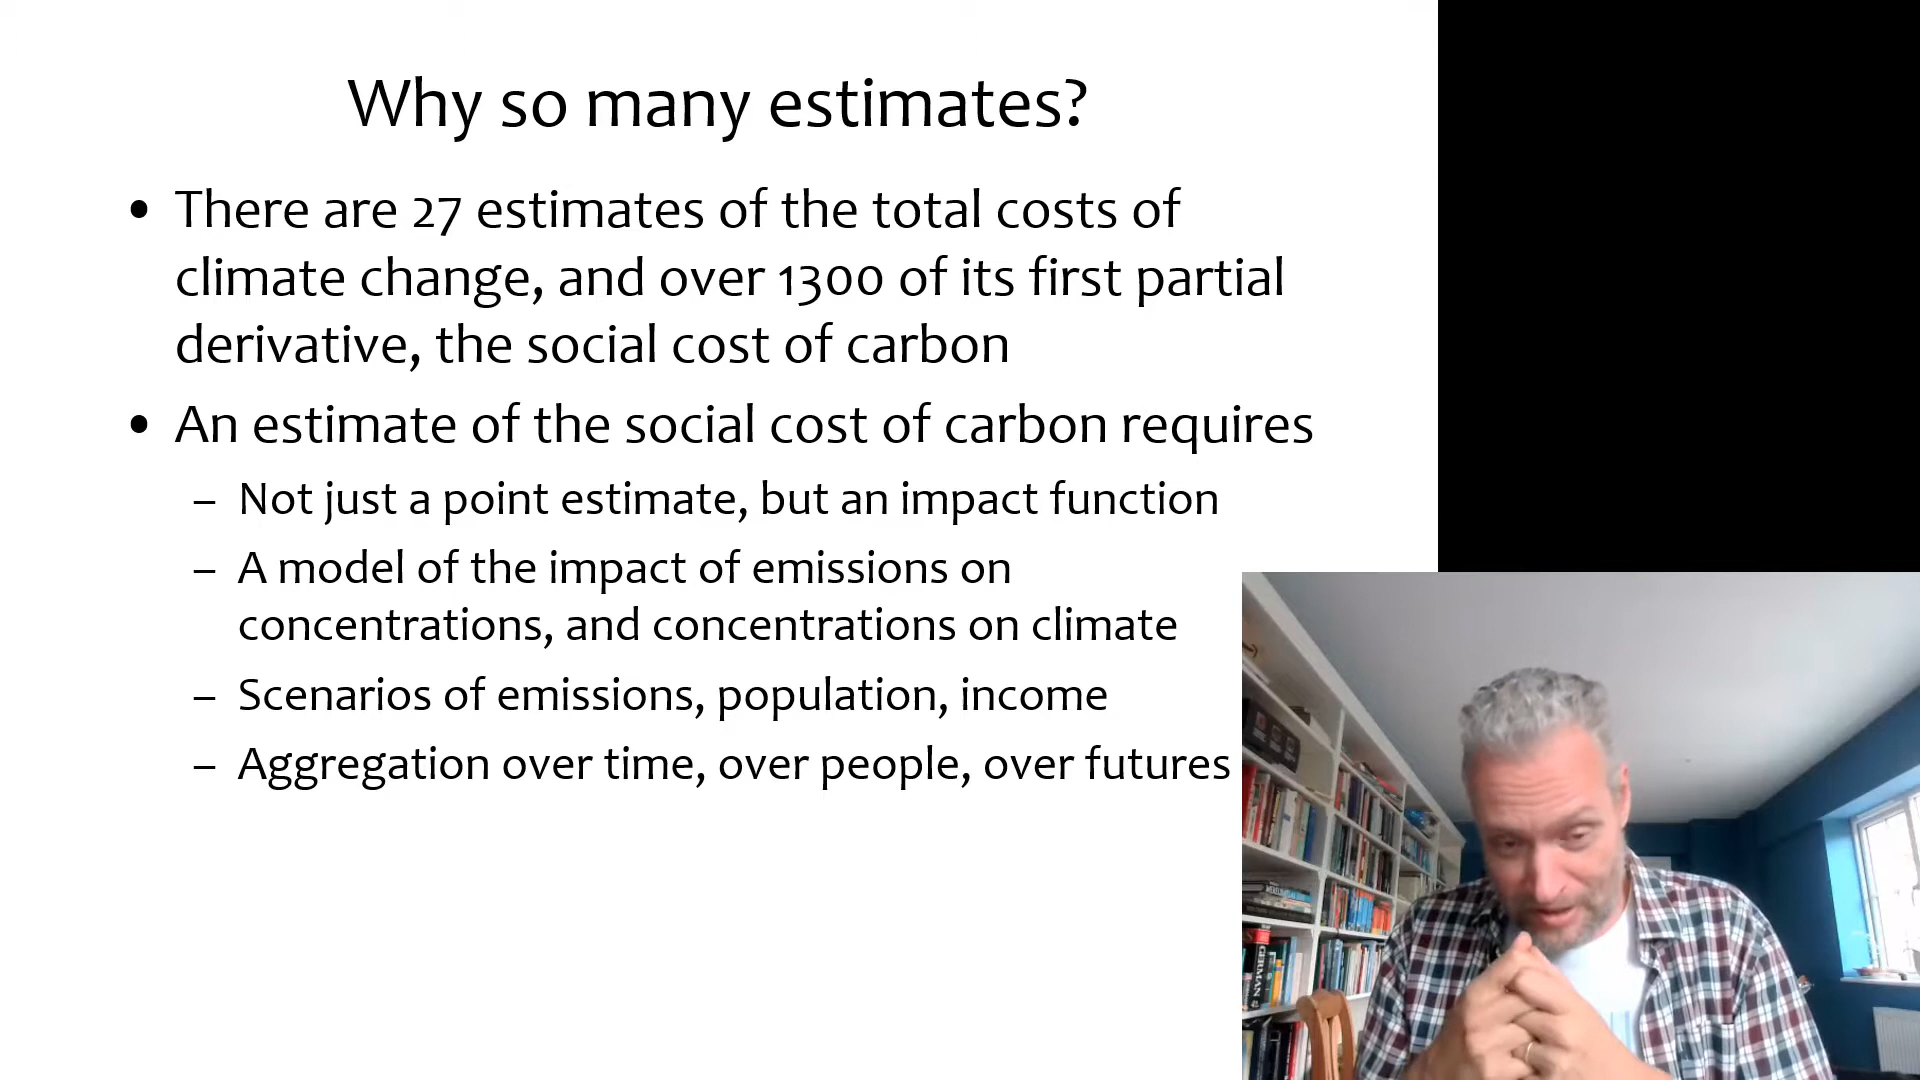 Why so many estimates?
• There are 27 estimates of the total costs of
climate change, and over 1300 of its first partial
derivative, the social cost of carbon
• An estimate of the social cost of carbon requires
– Not just a point estimate, but an impact function
– A model of the impact of emissions on
concentrations, and concentrations on climate
– Scenarios of emissions, population, income
– Aggregation over time, over people, over futures
GERMAN